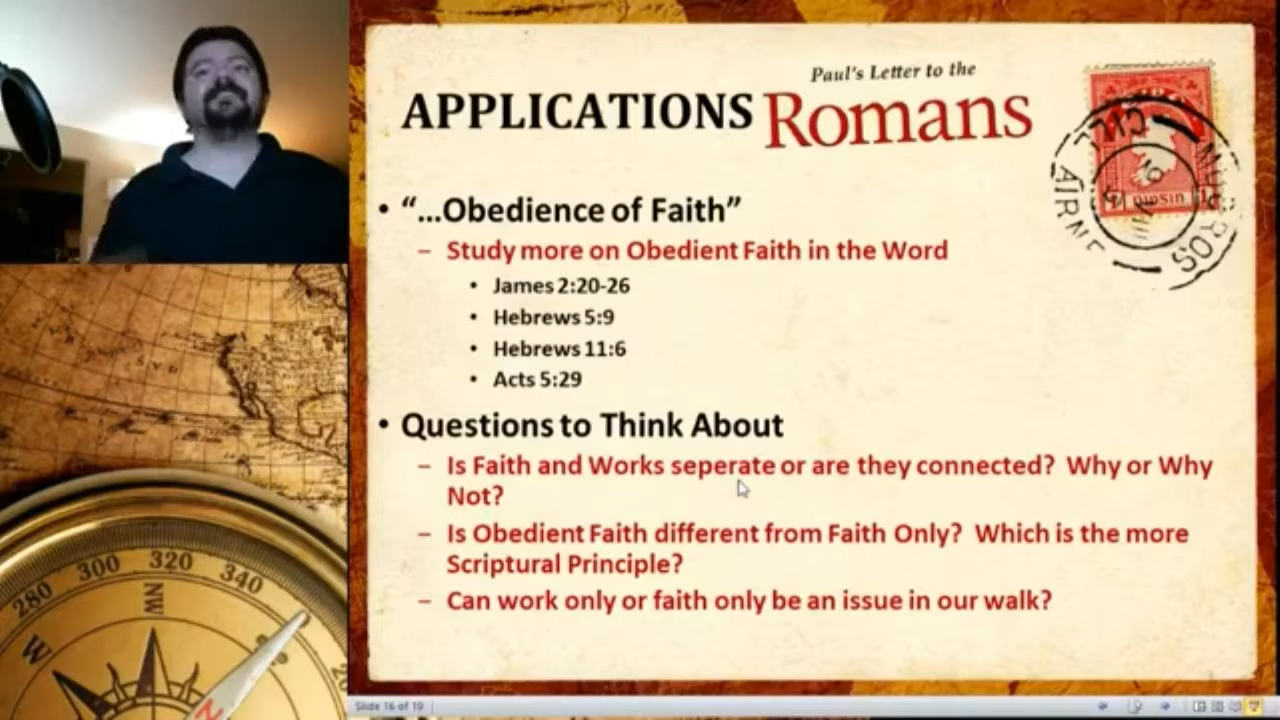 Paul's Letter to the
APPLICATIONS Romans
• “...Obedience of Faith”
– Study more on Obedient Faith in the Word
• James 2:20-26
• Hebrews 5:9
• Hebrews 11:6
• Acts 5:29
• Questions to Think About
– Is Faith and Works seperate or are they connected? Why or Why
Not?
– Is Obedient Faith different from Faith Only? Which is the more
Scriptural Principle?
– Can work only or faith only be an issue in our walk?
Slide 16 of 19
280
300
320
340
W
NW